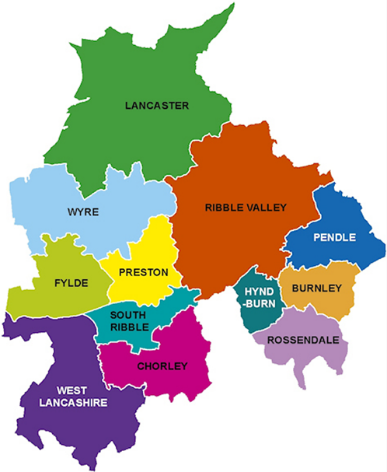 LANCASTER
WYRE
RIBBLE VALLEY
PENDLE
PRESTON
FYLDE
HYND
-BURN
BURNLEY
SOUTH
RIBBLE
ROSSENDALE
CHORLEY
WEST
LANCASHIRE